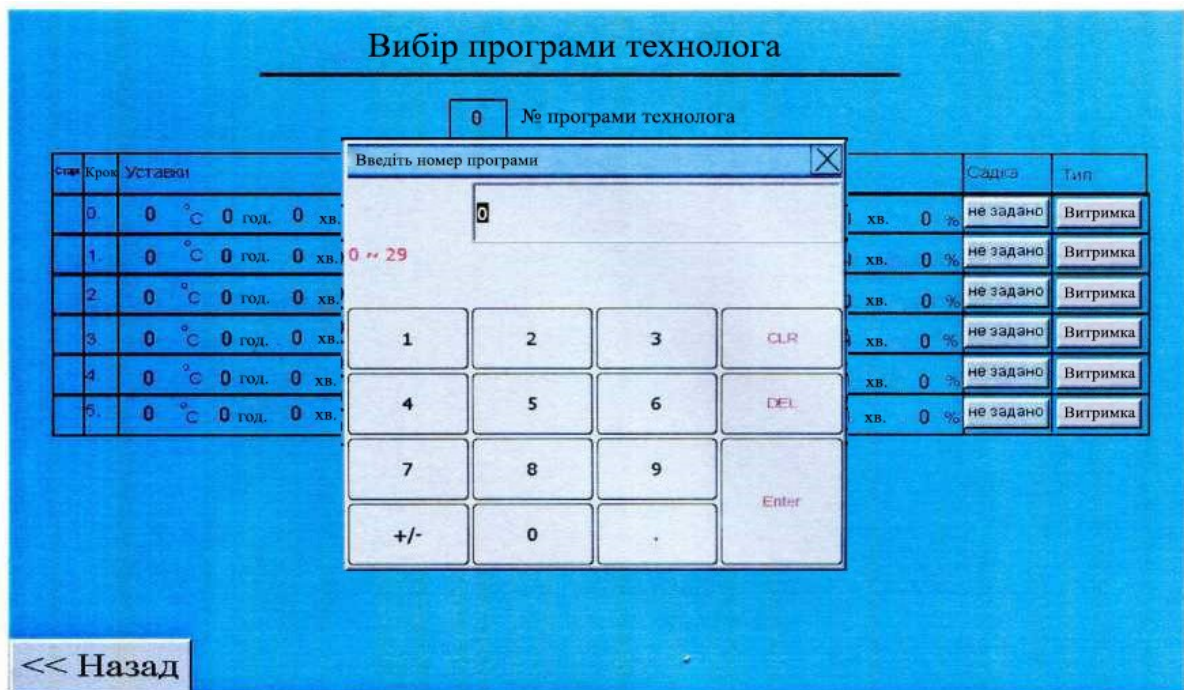 Вибір програми технолога
0 № програми технолога
Введіть номер програми
Крок Уставки Садка Тип
0. 0 °C 0 год. 0 хв. хв. 0 % не задано Витримка
1. 0 °C 0 год. 0 хв. хв. 0 % не задано Витримка
2. 0 °C 0 год. 0 хв. хв. 0 % не задано Витримка
3. 0 °C 0 год. 0 хв. хв. 0 % не задано Витримка
4. 0 °C 0 год. 0 хв. хв. 0 % не задано Витримка
5. 0 °C 0 год. 0 хв. хв. 0 % не задано Витримка
0
0 ~ 29
1 2 3 CLR
4 5 6 DEL
7 8 9 Enter
+/- 0 .
<< Назад